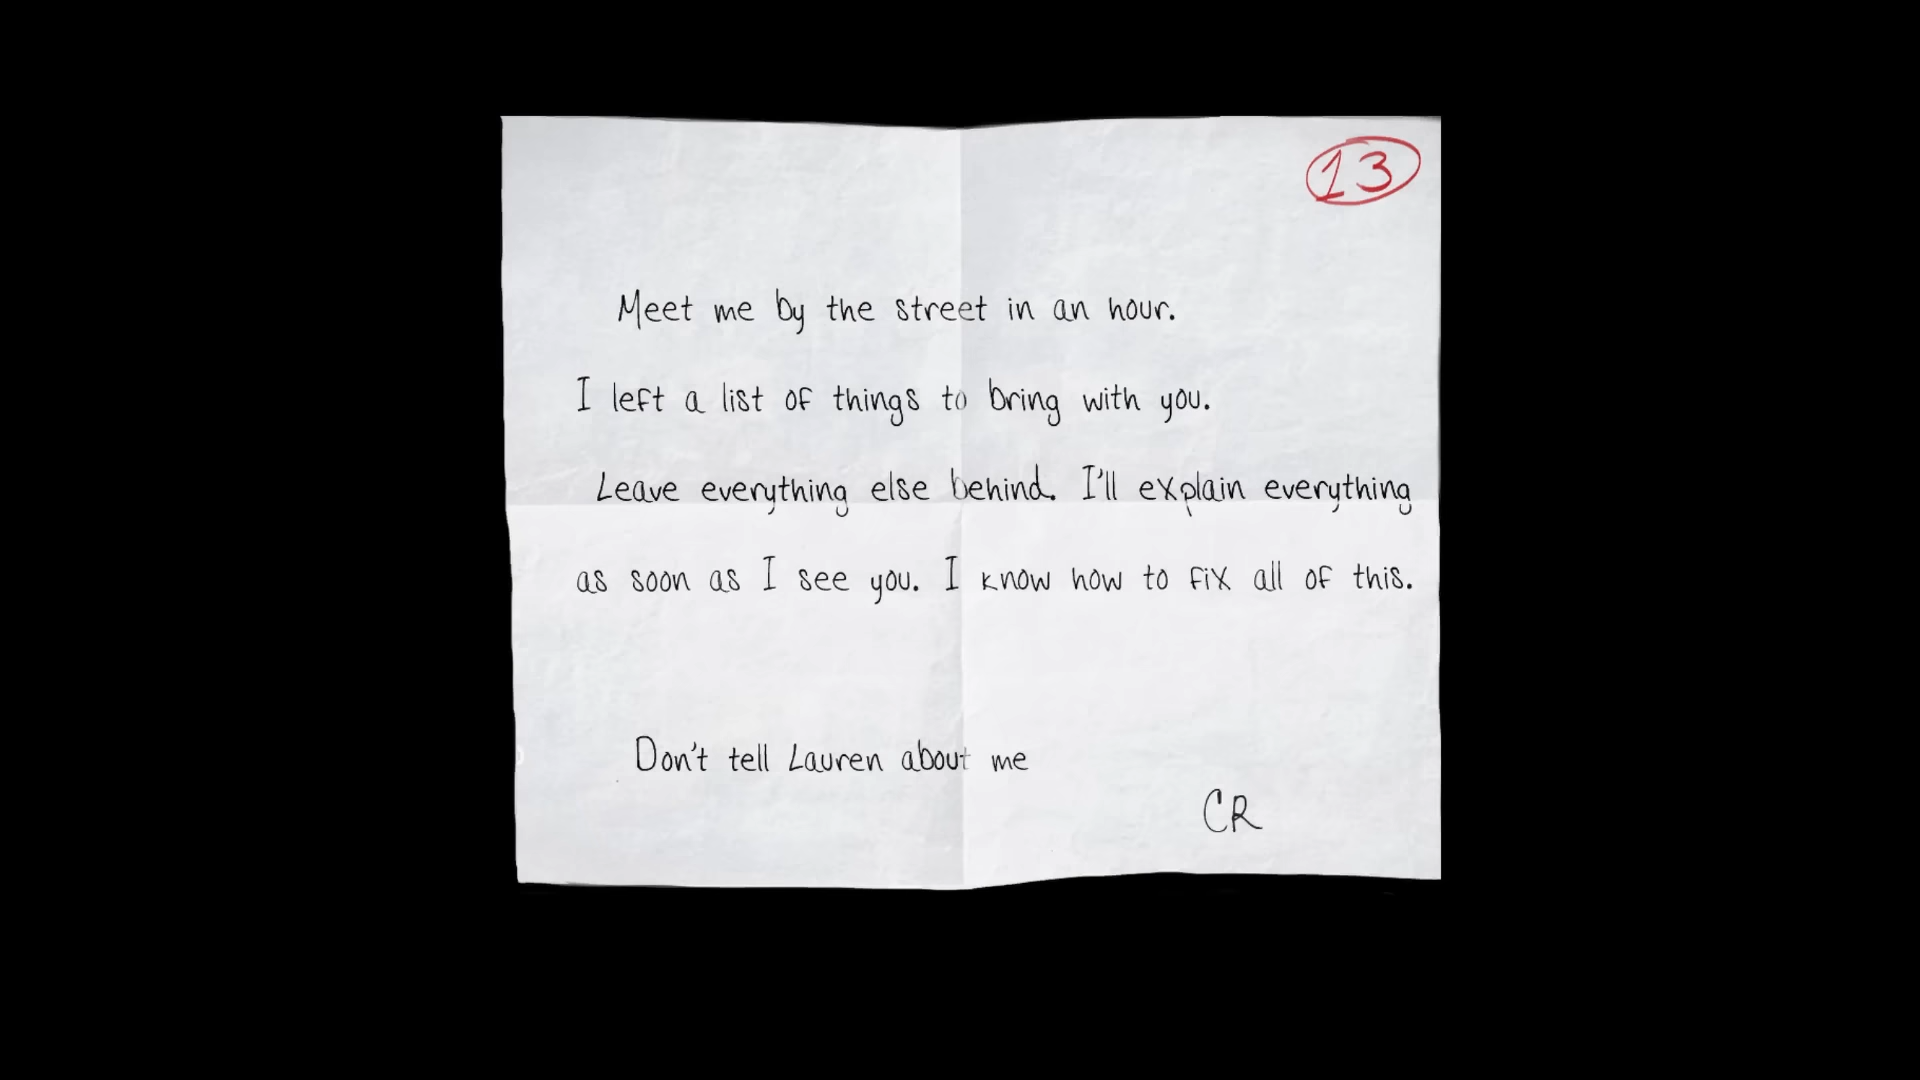 13
Meet me by the street in an hour.
I left a list of things to bring with you.
Leave everything else behind. I'll explain everything
as soon as I see you. I know how to fix all of this.
Don't tell Lauren about me
CR